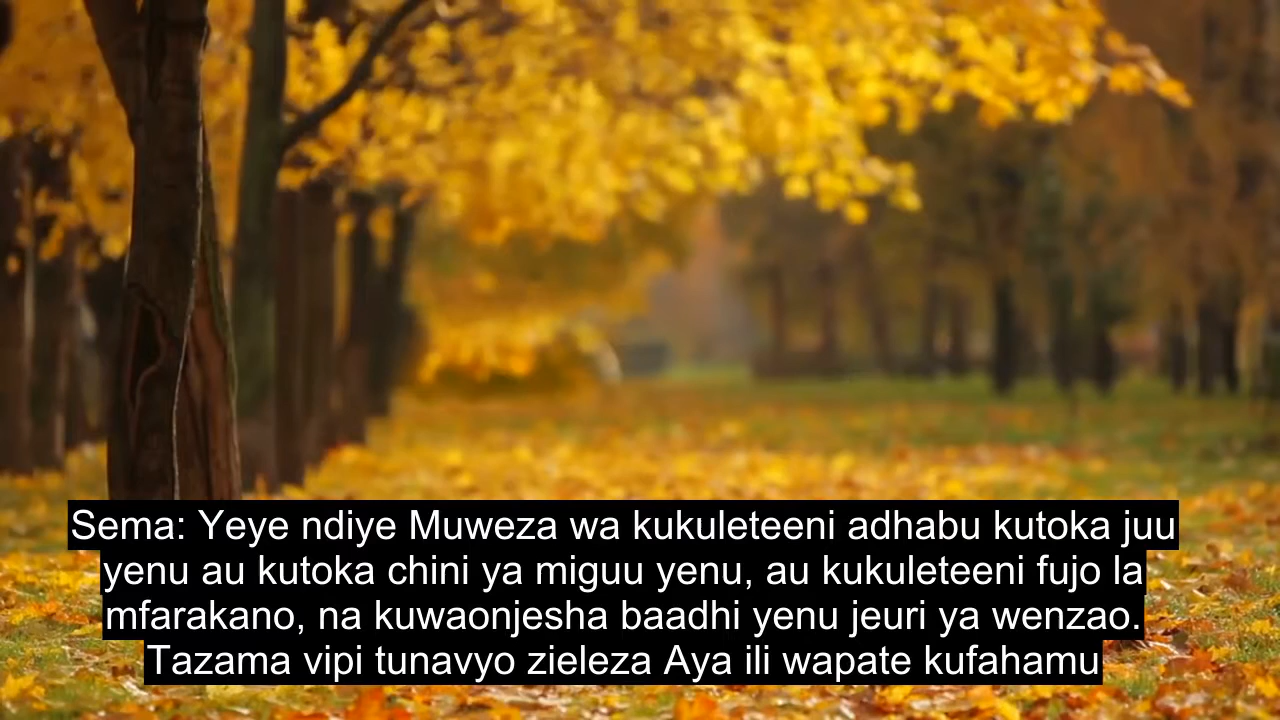 Sema: Yeye ndiye Muweza wa kukuleteeni adhabu kutoka juu
yenu au kutoka chini ya miguu yenu, au kukuleteeni fujo la
mfarakano, na kuwaonjesha baadhi yenu jeuri ya wenzao.
Tazama vipi tunavyo zieleza Aya ili wapate kufahamu